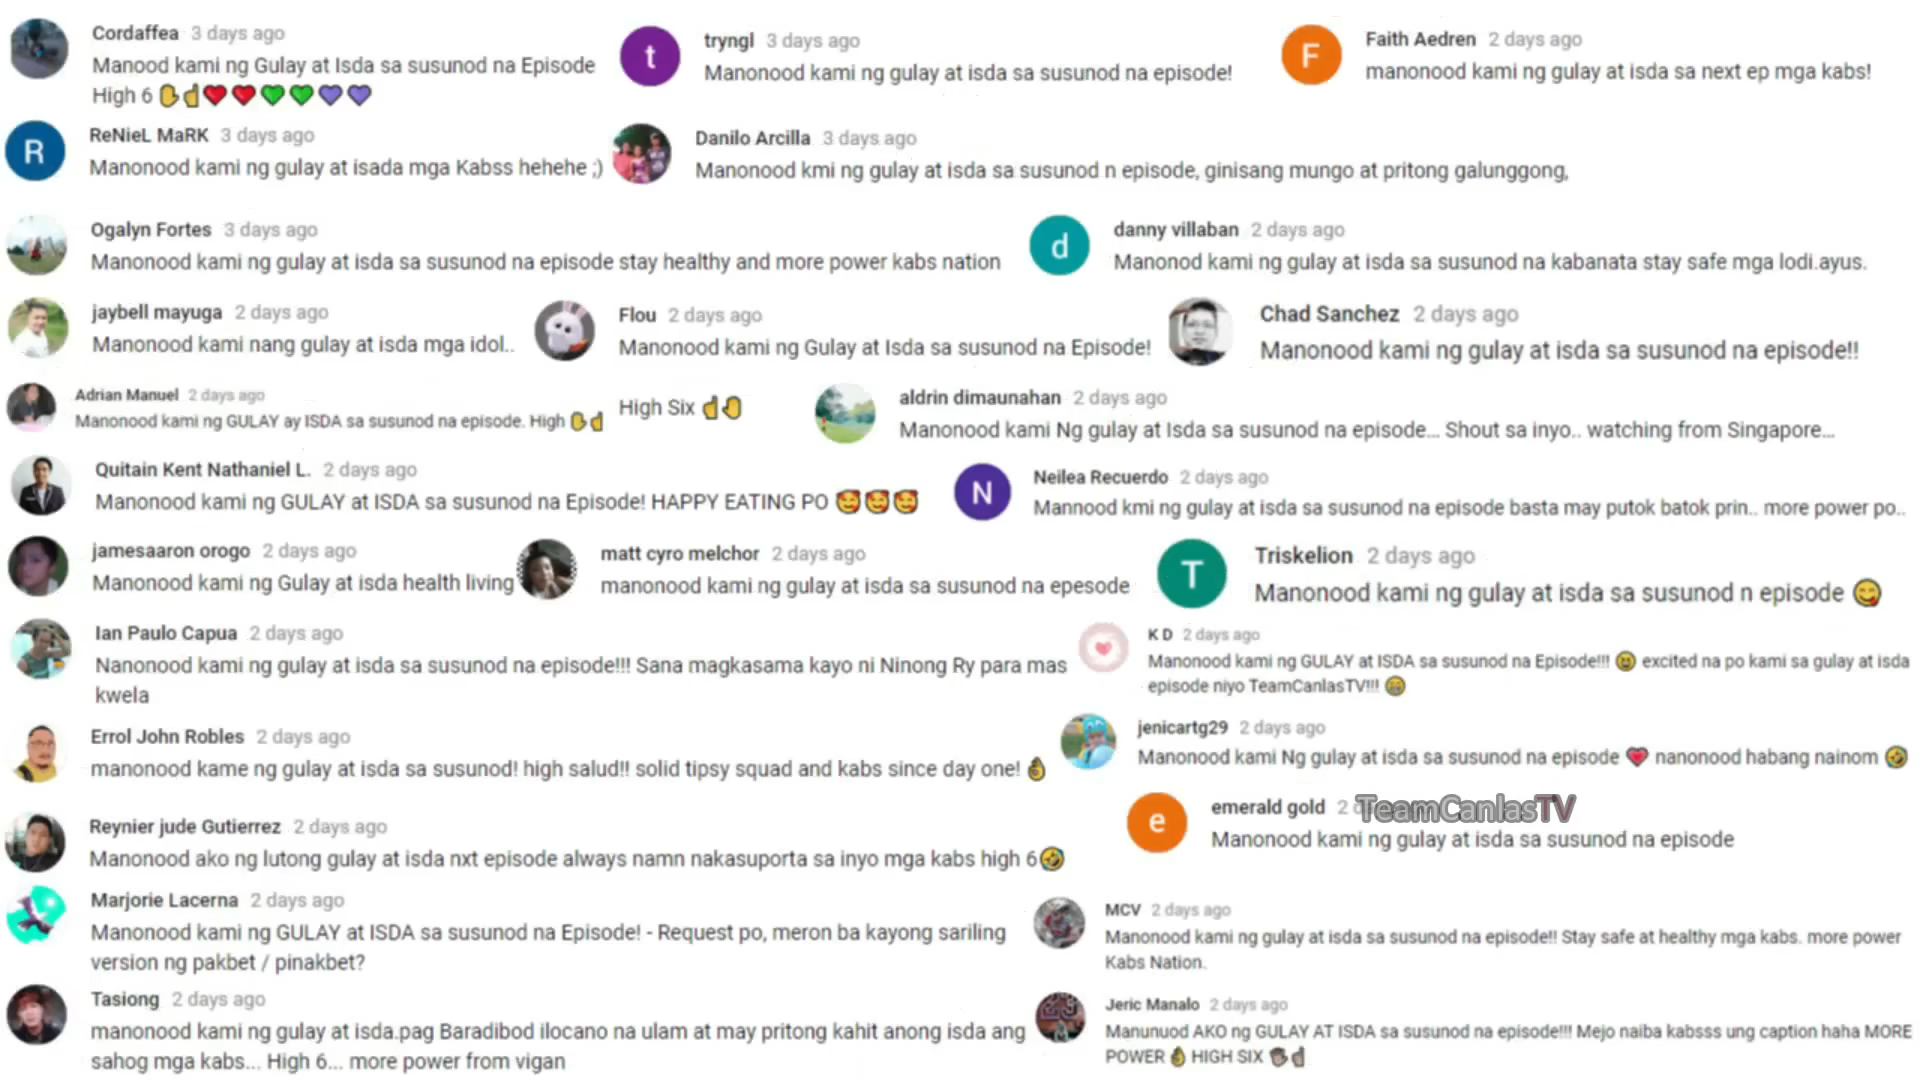 Cordaffea 3 days ago
Manood kami ng Gulay at Isda sa susunod na Episode
High 6 ✋☝❤❤💚💚💜💜
t
tryngl 3 days ago
Manonood kami ng gulay at isda sa susunod na episode!
F
Faith Aedren 2 days ago
manonood kami ng gulay at isda sa next ep mga kabs!
R
ReNieL MaRK 3 days ago
Manonood kami ng gulay at isada mga Kabss hehehe ;)
Danilo Arcilla 3 days ago
Manonood kmi ng gulay at isda sa susunod n episode, ginisang mungo at pritong galunggong,
Ogalyn Fortes 3 days ago
Manonood kami ng gulay at isda sa susunod na episode stay healthy and more power kabs nation
d
danny villaban 2 days ago
Manonod kami ng gulay at isda sa susunod na kabanata stay safe mga lodi.ayus.
jaybell mayuga 2 days ago
Manonood kami nang gulay at isda mga idol..
Flou 2 days ago
Manonood kami ng Gulay at Isda sa susunod na Episode!
High Six ☝🤚
Chad Sanchez 2 days ago
Manonood kami ng gulay at isda sa susunod na episode!!
Adrian Manuel 2 days ago
Manonood kami ng GULAY ay ISDA sa susunod na episode. High ✋☝
aldrin dimaunahan 2 days ago
Manonood kami Ng gulay at Isda sa susunod na episode... Shout sa inyo.. watching from Singapore...
Quitain Kent Nathaniel L. 2 days ago
Manonood kami ng GULAY at ISDA sa susunod na Episode! HAPPY EATING PO 🥰🥰🥰
N
Neilea Recuerdo 2 days ago
Mannood kmi ng gulay at isda sa susunod na episode basta may putok batok prin.. more power po..
jamesaaron orogo 2 days ago
Manonood kami ng Gulay at isda health living
matt cyro melchor 2 days ago
manonood kami ng gulay at isda sa susunod na epesode
T
Triskelion 2 days ago
Manonood kami ng gulay at isda sa susunod n episode 😋
Ian Paulo Capua 2 days ago
Nanonood kami ng gulay at isda sa susunod na episode!!! Sana magkasama kayo ni Ninong Ry para mas
kwela
K D 2 days ago
Manonood kami ng GULAY at ISDA sa susunod na Episode!!! 😆 excited na po kami sa gulay at isda
episode niyo TeamCanlasTV!!! 😁
Errol John Robles 2 days ago
manonood kame ng gulay at isda sa susunod! high salud!! solid tipsy squad and kabs since day one! 👌
jenicartg29 2 days ago
Manonood kami Ng gulay at isda sa susunod na episode 💗 nanonood habang nainom 🤣
Reynier jude Gutierrez 2 days ago
Manonood ako ng lutong gulay at isda nxt episode always namn nakasuporta sa inyo mga kabs high 6🤣
e
emerald gold 2
TeamCanlasTV
Manonood kami ng gulay at isda sa susunod na episode
Marjorie Lacerna 2 days ago
Manonood kami ng GULAY at ISDA sa susunod na Episode! - Request po, meron ba kayong sariling
version ng pakbet / pinakbet?
MCV 2 days ago
Manonood kami ng gulay at isda sa susunod na episode!! Stay safe at healthy mga kabs. more power
Kabs Nation.
Tasiong 2 days ago
manonood kami ng gulay at isda.pag Baradibod ilocano na ulam at may pritong kahit anong isda ang
sahog mga kabs... High 6... more power from vigan
Jeric Manalo 2 days ago
Manunuod AKO ng GULAY AT ISDA sa susunod na episode!!! Mejo naiba kabsss ung caption haha MORE
POWER 👌 HIGH SIX 🖐☝